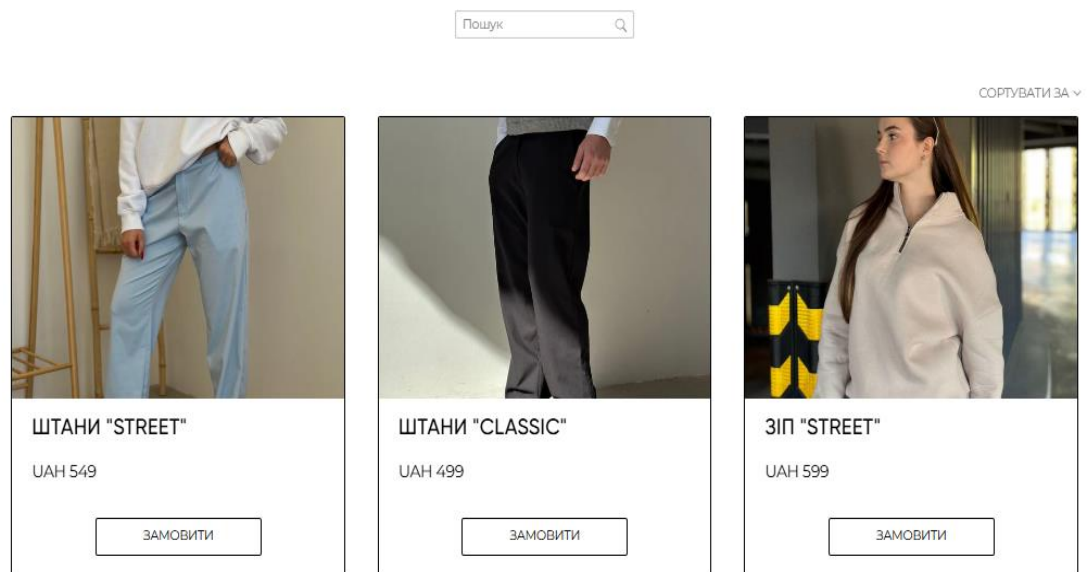 Пошук
СОРТУВАТИ ЗА
ШТАНИ "STREET"
UAH 549
ЗАМОВИТИ
ШТАНИ "CLASSIC"
UAH 499
ЗАМОВИТИ
ЗІП "STREET"
UAH 599
ЗАМОВИТИ